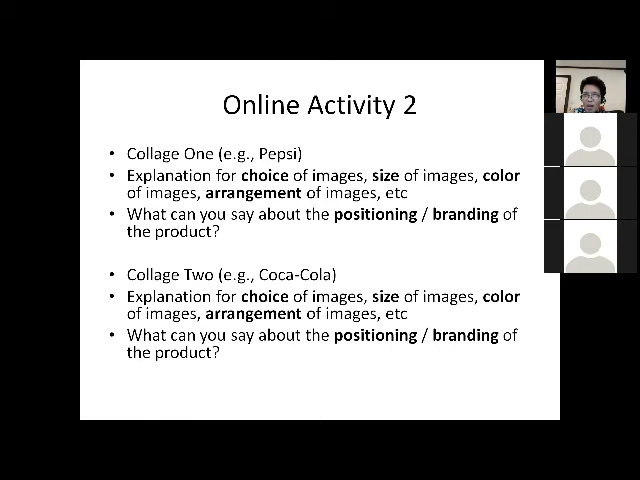 Online Activity 2
• Collage One (e.g., Pepsi)
• Explanation for choice of images, size of images, color
of images, arrangement of images, etc
• What can you say about the positioning / branding of
the product?
• Collage Two (e.g., Coca-Cola)
• Explanation for choice of images, size of images, color
of images, arrangement of images, etc
• What can you say about the positioning / branding of
the product?